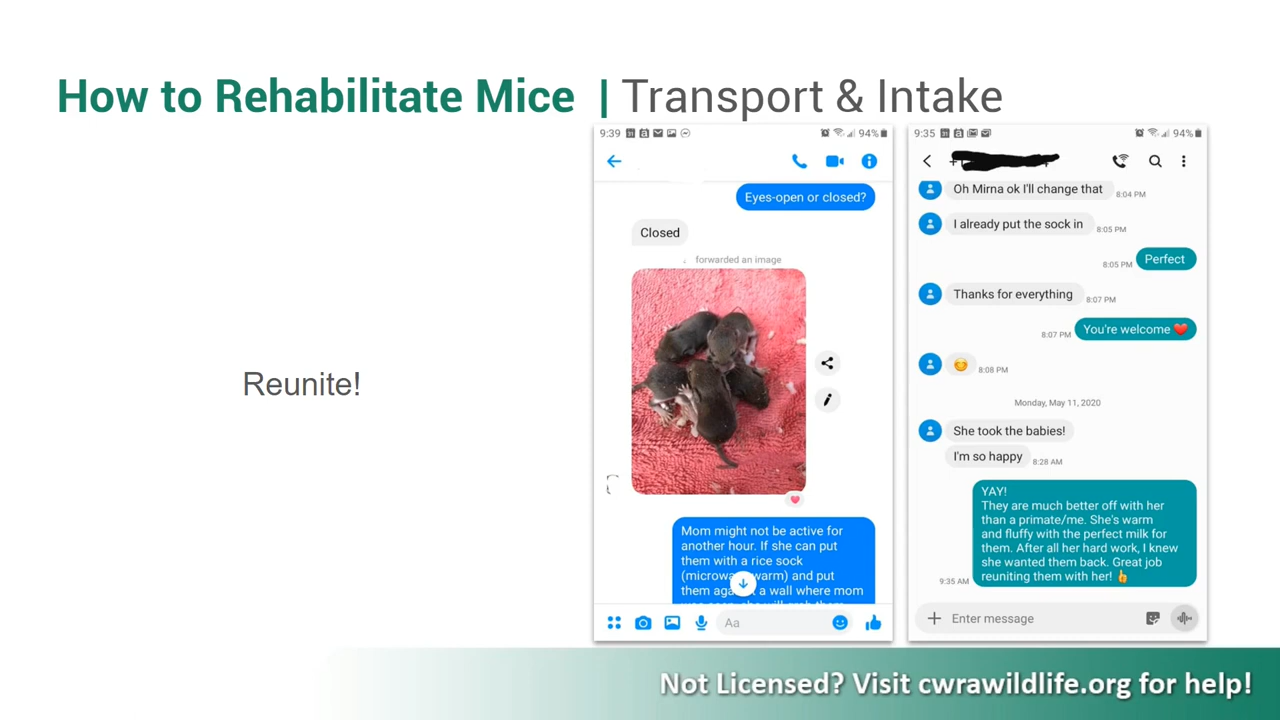 How to Rehabilitate Mice | Transport & Intake
Reunite!
9:39
94%
Eyes-open or closed?
Closed
forwarded an image
Mom might not be active for
another hour. If she can put
them with a rice sock
warm) and put
them a wall where mom
Aa
9:35
94%
Oh Mirna ok I'll change that
8:04 PM
I already put the sock in
8:05 PM
Perfect
8:05 PM
Thanks for everything
8:07 PM
You're welcome ❤️
8:07 PM
😊
8:08 PM
Monday, May 11, 2020
She took the babies!
I'm so happy
8:28 AM
YAY!
They are much better off with her
than a primate/me. She's warm
and fluffy with the perfect milk for
them. After all her hard work, I knew
she wanted them back. Great job
reuniting them with her! 👍
9:35 AM
Enter message
Not Licensed? Visit cwrawildlife.org for help!